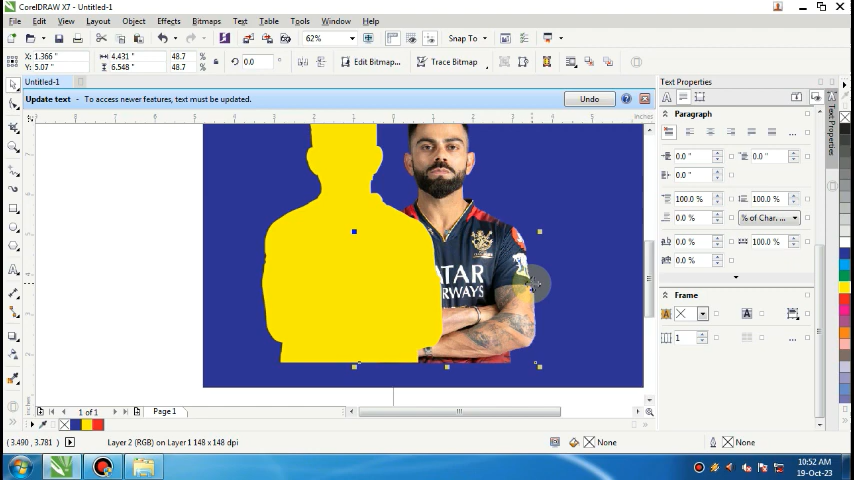 CorelDRAW X7 - Untitled-1
File Edit View Layout Object Effects Bitmaps Text Table Tools Window Help
62% Snap To
X: 1.366 "
Y: 5.07 "
4.431 "
6.548 "
48.7 %
48.7 %
0.0
Edit Bitmap...
Trace Bitmap
Untitled-1
Update text - To access newer features, text must be updated.
Undo
inches
ATAR
RWAYS
Text Properties
Paragraph
0.0 " 0.0 "
0.0 "
100.0 % 100.0 %
0.0 % % of Char...
0.0 % 100.0 %
0.0 %
Frame
1
Text Properties
1 of 1
Page 1
(3.490 , 3.781 )
Layer 2 (RGB) on Layer 1 148 x 148 dpi
None
None
10:52 AM
19-Oct-23